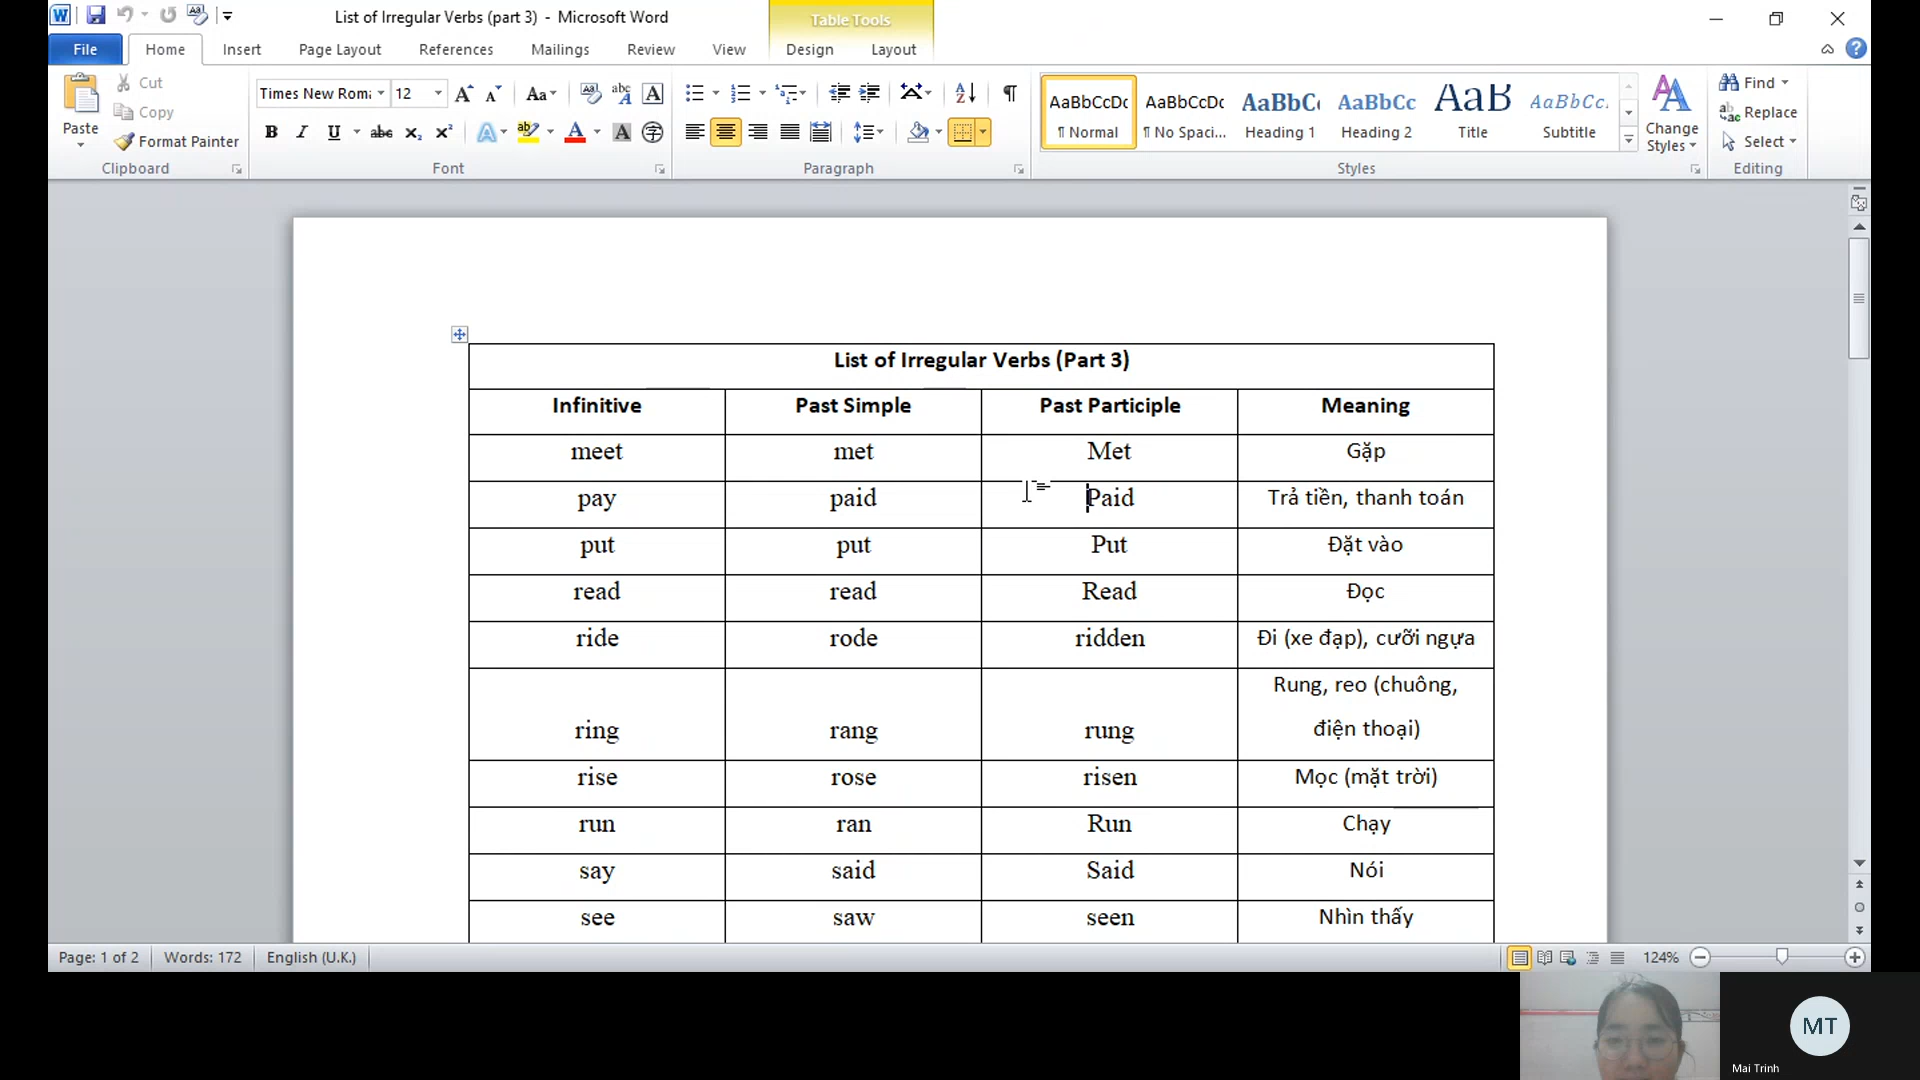 List of Irregular Verbs (part 3) - Microsoft Word
Table Tools
File Home Insert Page Layout References Mailings Review View Design Layout
Paste
Cut
Copy
Format Painter
Clipboard
Times New Roma 12
Font
Paragraph
AaBbCcDc AaBbCcDc AaBbC AaBbCc AaB AaBbCc.
¶ Normal ¶ No Spaci... Heading 1 Heading 2 Title Subtitle
Change
Styles
Styles
Find
Replace
Select
Editing
List of Irregular Verbs (Part 3)
Infinitive Past Simple Past Participle Meaning
meet met Met Gặp
pay paid Paid Trả tiền, thanh toán
put put Put Đặt vào
read read Read Đọc
ride rode ridden Đi (xe đạp), cưỡi ngựa
ring rang rung Rung, reo (chuông,
điện thoại)
rise rose risen Mọc (mặt trời)
run ran Run Chạy
say said Said Nói
see saw seen Nhìn thấy
Page: 1 of 2 Words: 172 English (U.K.) 124%
MT
Mai Trinh